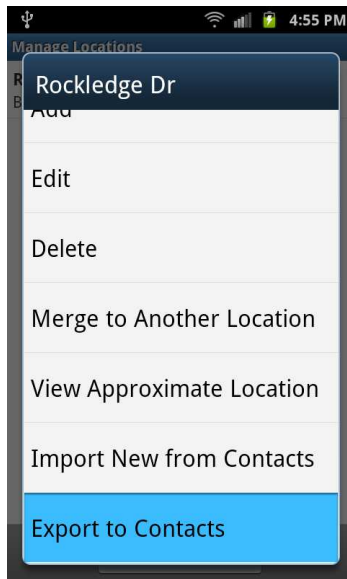 4:55 PM
Manage Locations
R
Rockledge Dr
B
Add
Edit
Delete
Merge to Another Location
View Approximate Location
Import New from Contacts
Export to Contacts